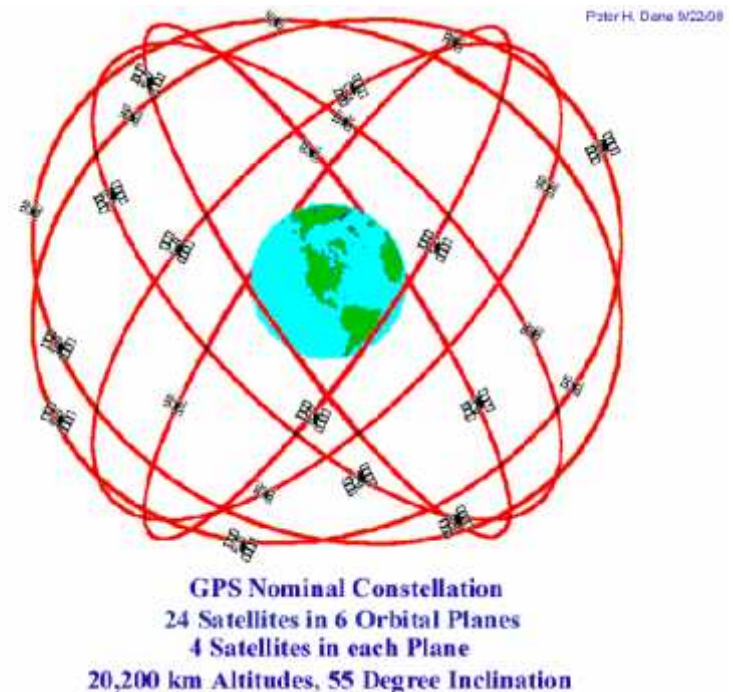 Peter H. Dana 9/22/98
GPS Nominal Constellation
24 Satellites in 6 Orbital Planes
4 Satellites in each Plane
20,200 km Altitudes, 55 Degree Inclination